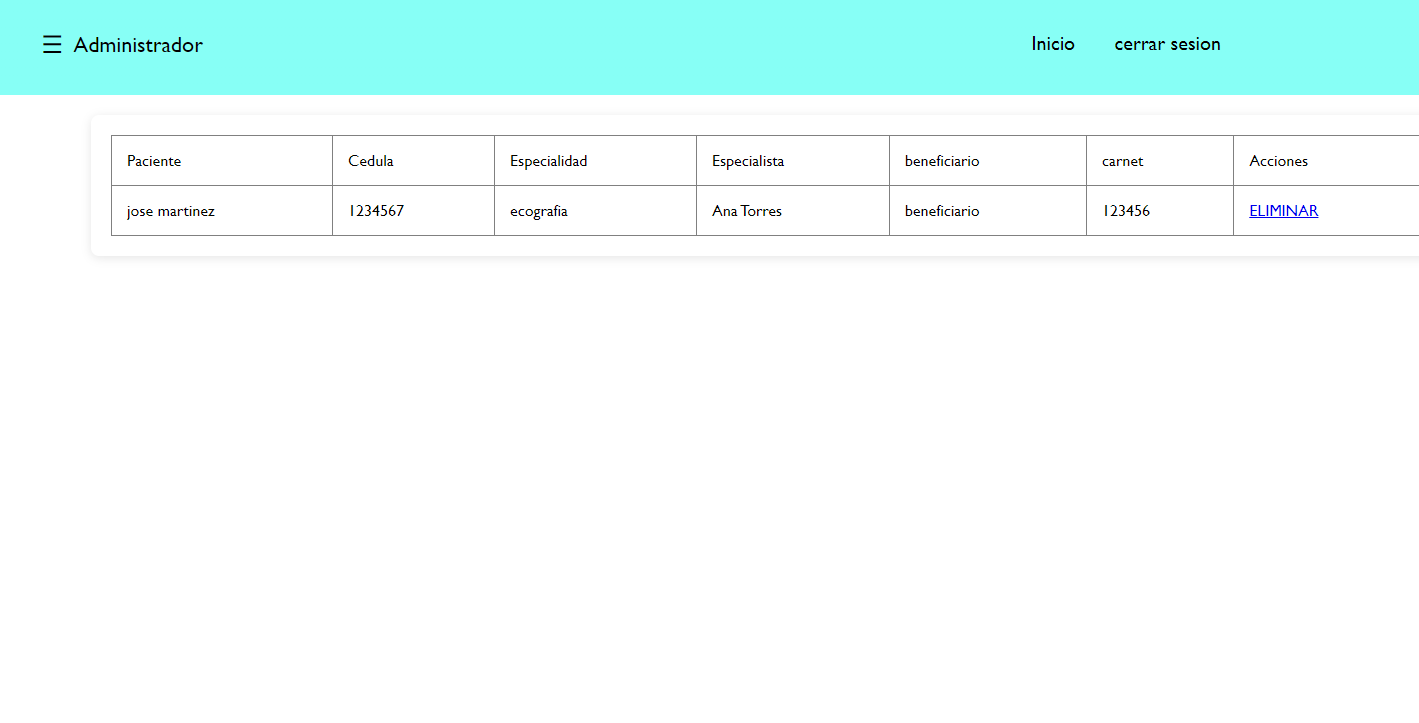 ☰ Administrador Inicio cerrar sesion
Paciente Cedula Especialidad Especialista beneficiario carnet Acciones
jose martinez 1234567 ecografia Ana Torres beneficiario 123456 ELIMINAR